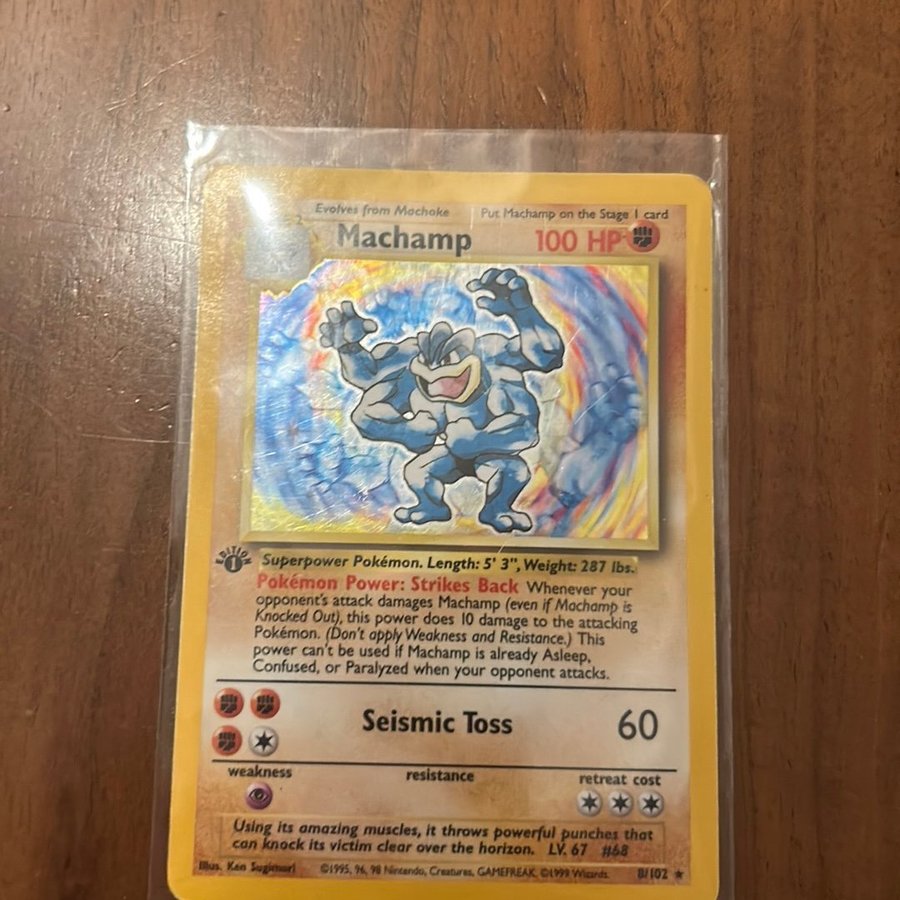 Evolves from Machoke Put Machamp on the Stage 1 card
Machamp 100 HP
EDITION
1
Superpower Pokémon. Length: 5' 3", Weight: 287 lbs.
Pokémon Power: Strikes Back Whenever your
opponent's attack damages Machamp (even if Machamp is
Knocked Out), this power does 10 damage to the attacking
Pokémon. (Don't apply Weakness and Resistance.) This
power can't be used if Machamp is already Asleep,
Confused, or Paralyzed when your opponent attacks.
Seismic Toss 60
weakness resistance retreat cost
Using its amazing muscles, it throws powerful punches that
can knock its victim clear over the horizon. LV. 67 #68
Illus. Ken Sugimori ©1995, 96, 98 Nintendo, Creatures, GAMEFREAK. ©1999 Wizards. 8/102